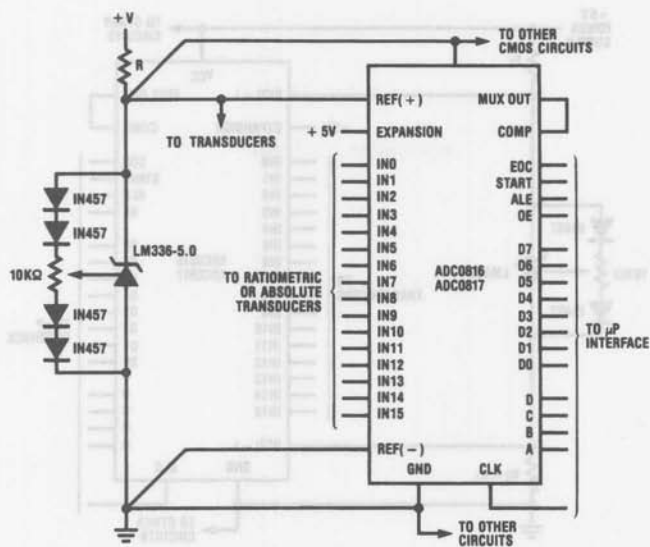 +V
R
TO OTHER
CMOS CIRCUITS
REF(+)
MUX OUT
TO TRANSDUCERS
+ 5V
EXPANSION
COMP
IN0
IN1
IN2
IN3
IN4
IN5
IN6
IN7
IN8
IN9
IN10
IN11
IN12
IN13
IN14
IN15
EOC
START
ALE
OE
D7
D6
D5
D4
D3
D2
D1
D0
D
C
B
A
IN457
IN457
LM336-5.0
10KΩ
IN457
IN457
TO RATIOMETRIC
OR ABSOLUTE
TRANSDUCERS
ADC0816
ADC0817
TO µP
INTERFACE
REF(−)
GND
CLK
TO OTHER
CIRCUITS